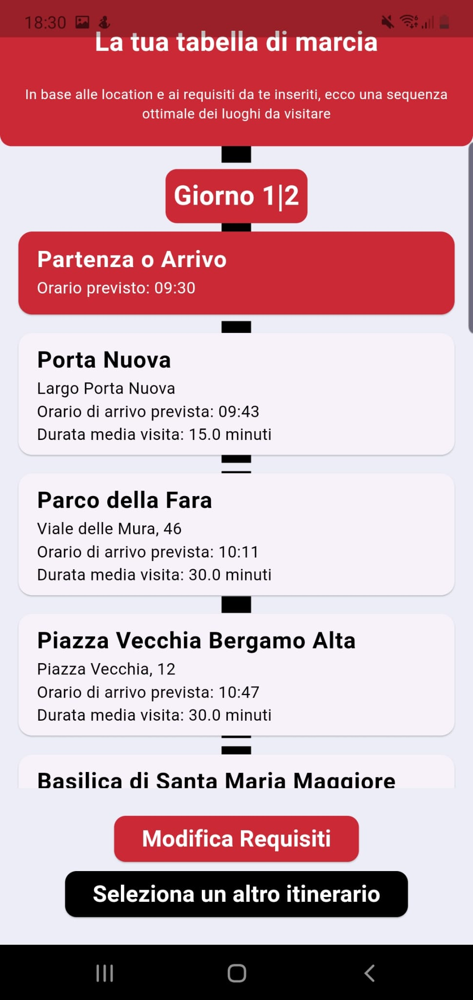 18:30
La tua tabella di marcia
In base alle location e ai requisiti da te inseriti, ecco una sequenza
ottimale dei luoghi da visitare
Giorno 1|2
Partenza o Arrivo
Orario previsto: 09:30
Porta Nuova
Largo Porta Nuova
Orario di arrivo prevista: 09:43
Durata media visita: 15.0 minuti
Parco della Fara
Viale delle Mura, 46
Orario di arrivo prevista: 10:11
Durata media visita: 30.0 minuti
Piazza Vecchia Bergamo Alta
Piazza Vecchia, 12
Orario di arrivo prevista: 10:47
Durata media visita: 30.0 minuti
Basilica di Santa Maria Maggiore
Modifica Requisiti
Seleziona un altro itinerario